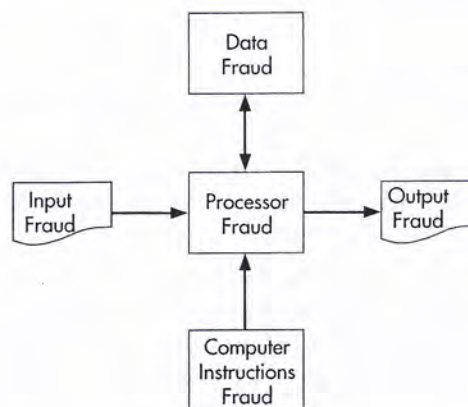 Data
Fraud
Input
Fraud
Processor
Fraud
Output
Fraud
Computer
Instructions
Fraud